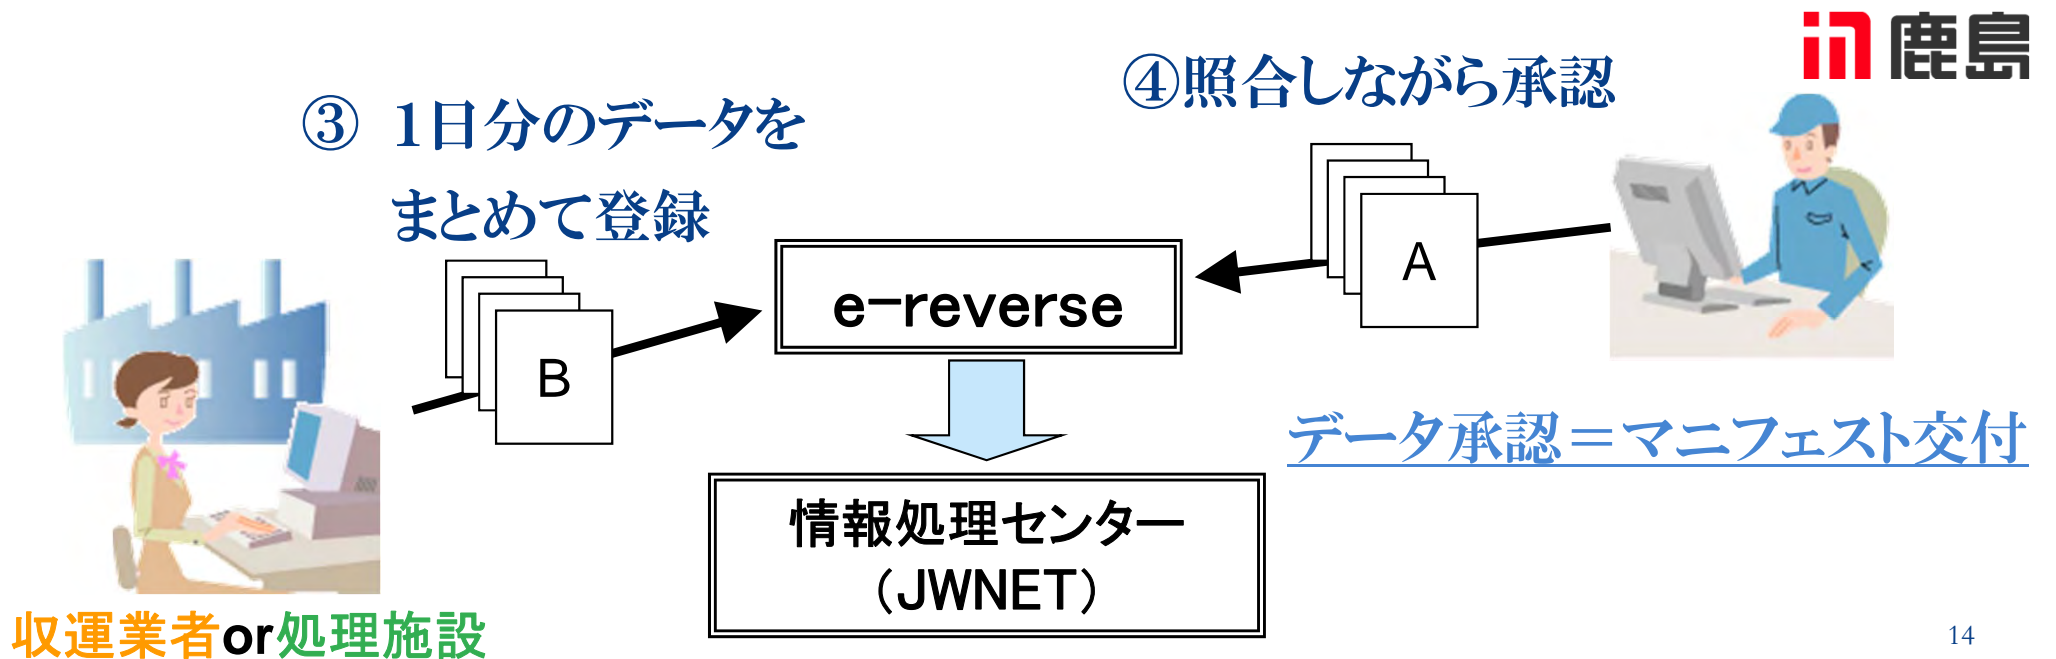 鹿島
③ 1日分のデータを
まとめて登録
④照合しながら承認
A
B
e-reverse
データ承認=マニフェスト交付
情報処理センター
(JWNET)
収運業者or処理施設
14